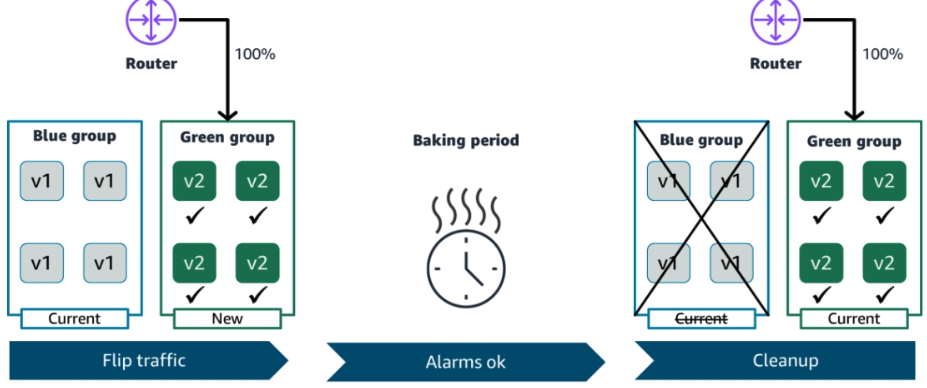 Router
100%
Blue group
v1 v1
v1 v1
Current
Green group
v2 v2
v2 v2
New
Flip traffic
Baking period
Alarms ok
Router
100%
Blue group
v1 v1
v1 v1
Current
Green group
v2 v2
v2 v2
Current
Cleanup